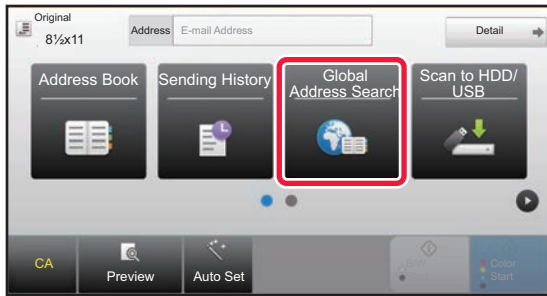 Original
8½x11
Address
E-mail Address
Detail
Address Book
Sending History
Global
Address Search
Scan to HDD/
USB
CA
Preview
Auto Set
B/W
Start
Color
Start